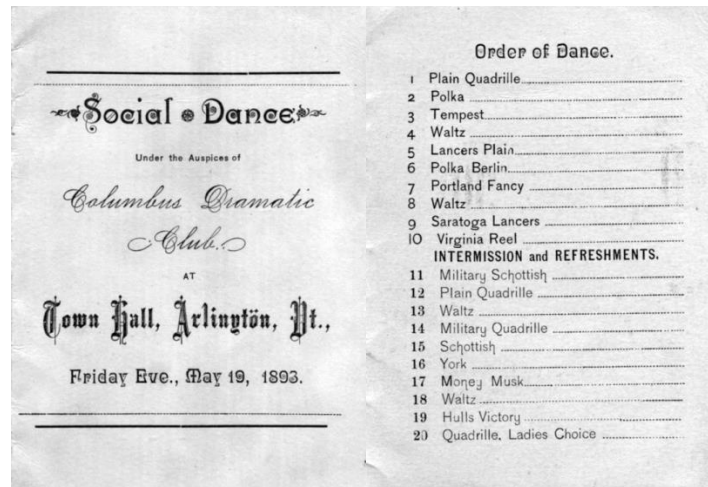 Social Dance
Under the Auspices of
Columbus Dramatic
Club.
AT
Town Hall, Arlingtön, Vt.,
Friday Eve., May 19, 1893.
Order of Dance.
1 Plain Quadrille
2 Polka
3 Tempest
4 Waltz
5 Lancers Plain
6 Polka Berlin
7 Portland Fancy
8 Waltz
9 Saratoga Lancers
10 Virginia Reel
INTERMISSION and REFRESHMENTS.
11 Military Schottish
12 Plain Quadrille
13 Waltz
14 Military Quadrille
15 Schottish
16 York
17 Money Musk
18 Waltz
19 Hulls Victory
20 Quadrille, Ladies Choice